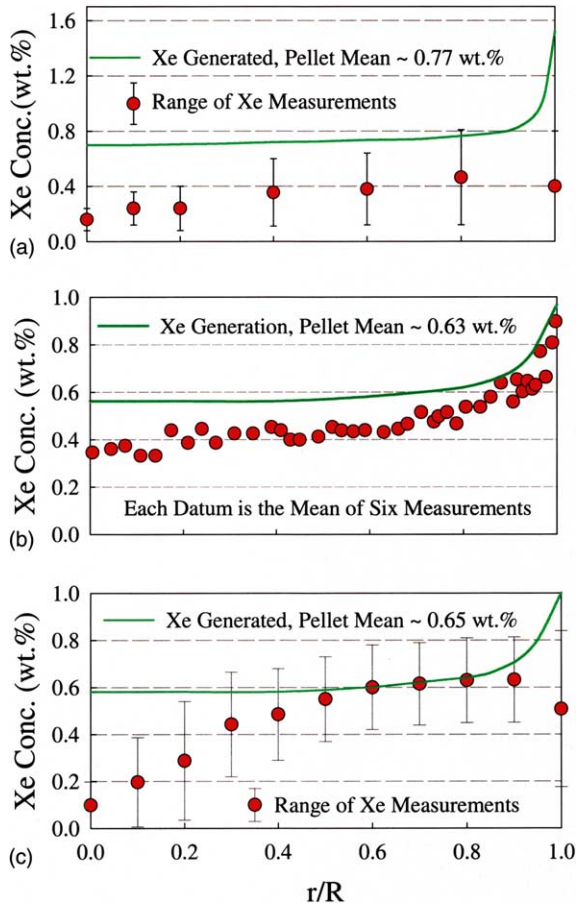 1.6
Xe Generated, Pellet Mean ~ 0.77 wt.%
1.2
Range of Xe Measurements
0.8
0.4
0.0
Xe Conc.(wt.%)
(a)
1.0
Xe Generation, Pellet Mean ~ 0.63 wt.%
0.8
0.6
0.4
0.2
Each Datum is the Mean of Six Measurements
0.0
Xe Conc. (wt.%)
(b)
1.0
Xe Generated, Pellet Mean ~ 0.65 wt.%
0.8
0.6
0.4
0.2
Range of Xe Measurements
0.0
Xe Conc. (wt.%)
(c)
0.0 0.2 0.4 0.6 0.8 1.0
r/R